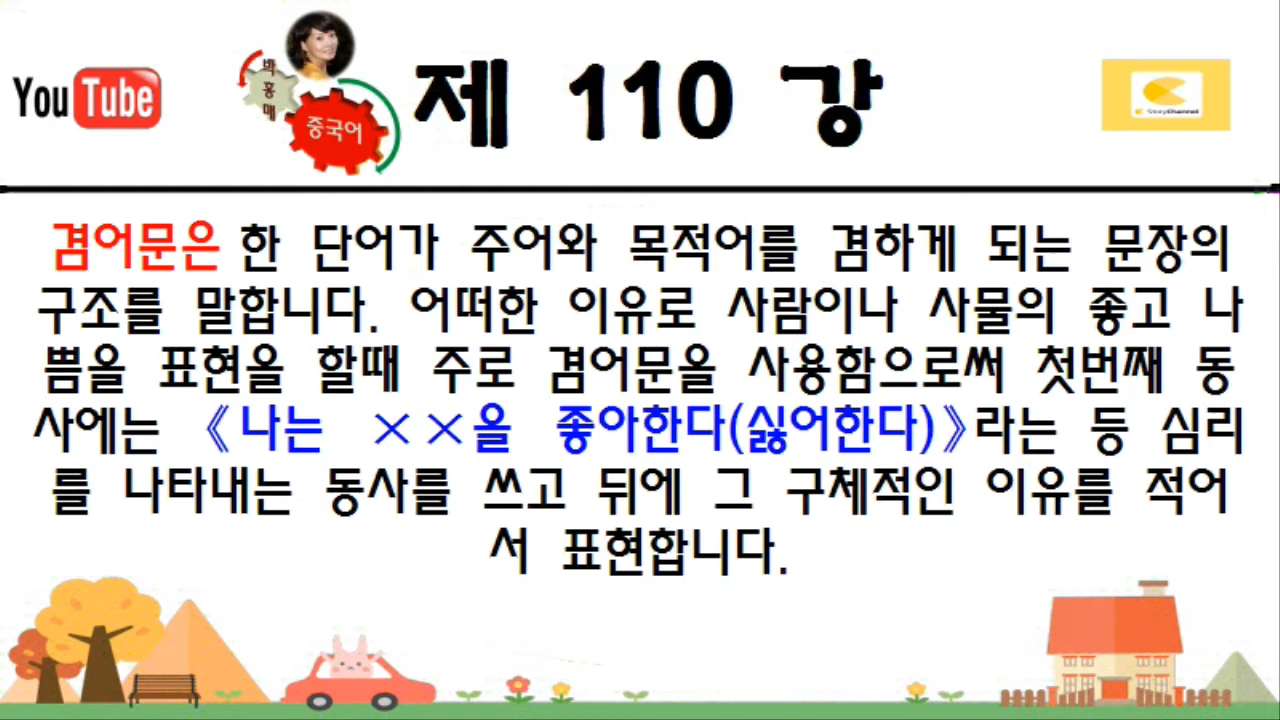 YouTube
박홍매
중국어
제 110 강
StoryChannel
겸어문은 한 단어가 주어와 목적어를 겸하게 되는 문장의
구조를 말합니다. 어떠한 이유로 사람이나 사물의 좋고 나
쁨을 표현을 할때 주로 겸어문을 사용함으로써 첫번째 동
사에는 《나는 ××을 좋아한다(싫어한다)》라는 등 심리
를 나타내는 동사를 쓰고 뒤에 그 구체적인 이유를 적어
서 표현합니다.